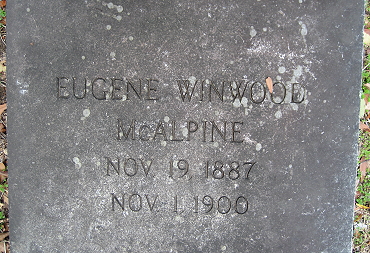 EUGENE WINWOOD
McALPINE
NOV. 19 1887
NOV. 1, 1900